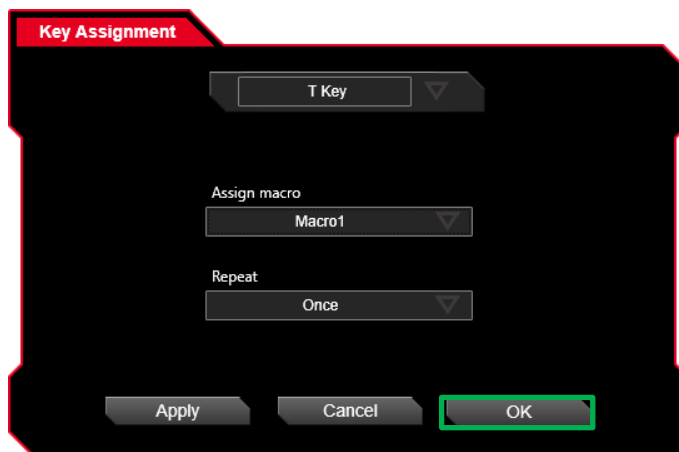 Key Assignment
T Key
Assign macro
Macro1
Repeat
Once
Apply Cancel OK